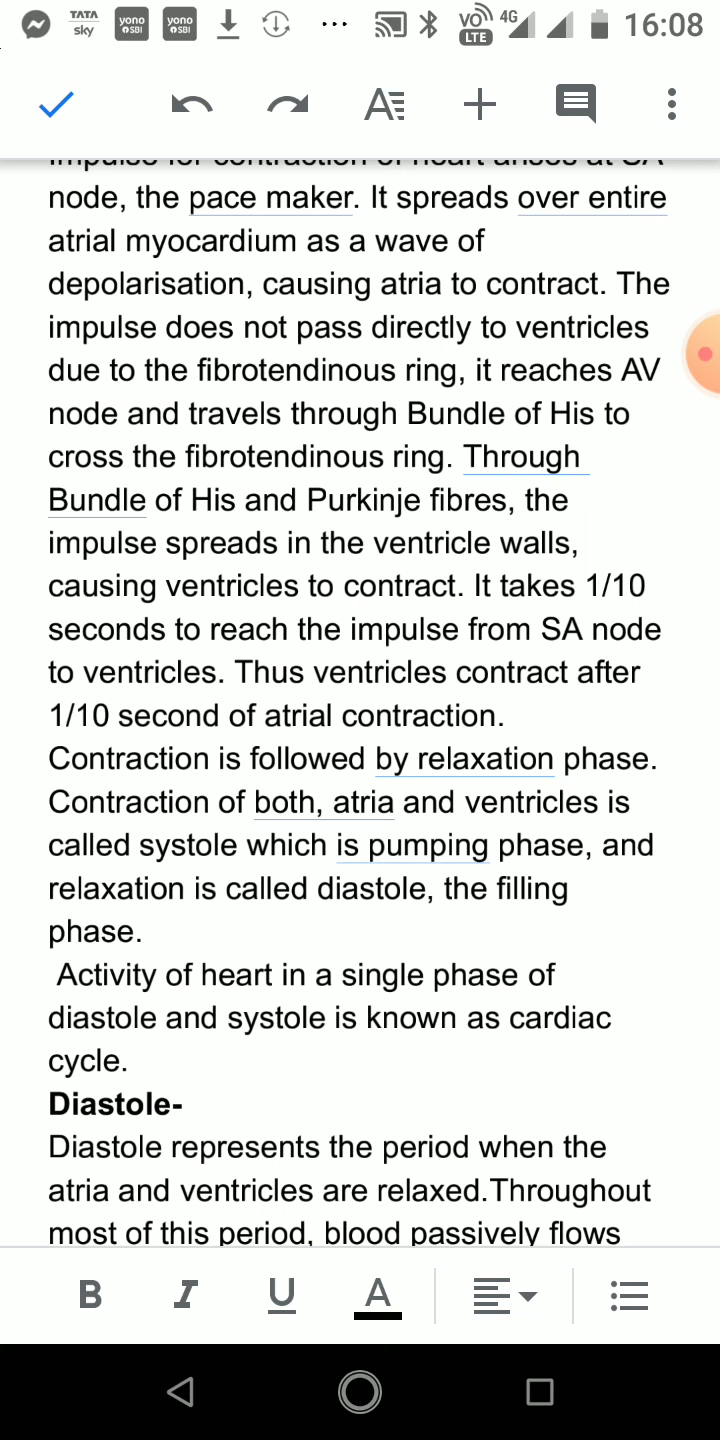 TATA
sky
yono
SBI
yono
SBI
VO
LTE
4G
16:08
impulse for contraction of heart arises at SA
node, the pace maker. It spreads over entire
atrial myocardium as a wave of
depolarisation, causing atria to contract. The
impulse does not pass directly to ventricles
due to the fibrotendinous ring, it reaches AV
node and travels through Bundle of His to
cross the fibrotendinous ring. Through
Bundle of His and Purkinje fibres, the
impulse spreads in the ventricle walls,
causing ventricles to contract. It takes 1/10
seconds to reach the impulse from SA node
to ventricles. Thus ventricles contract after
1/10 second of atrial contraction.
Contraction is followed by relaxation phase.
Contraction of both, atria and ventricles is
called systole which is pumping phase, and
relaxation is called diastole, the filling
phase.
Activity of heart in a single phase of
diastole and systole is known as cardiac
cycle.
Diastole-
Diastole represents the period when the
atria and ventricles are relaxed.Throughout
most of this period, blood passively flows
B I U A